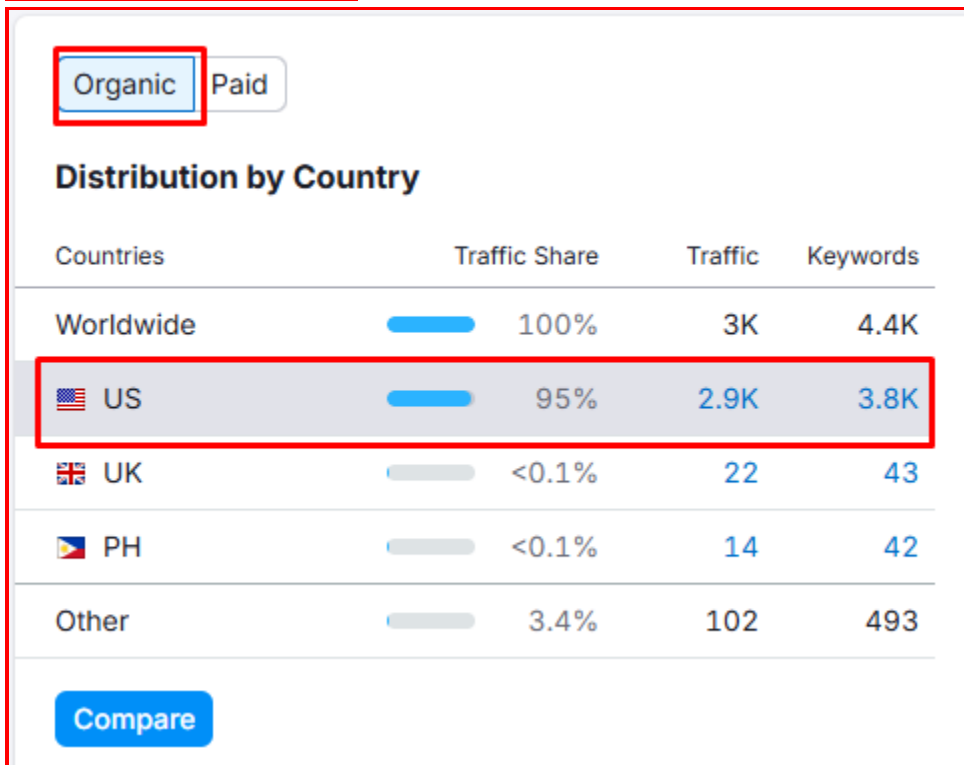 Organic Paid
Distribution by Country
Countries Traffic Share Traffic Keywords
Worldwide 100% 3K 4.4K
US 95% 2.9K 3.8K
UK <0.1% 22 43
PH <0.1% 14 42
Other 3.4% 102 493
Compare